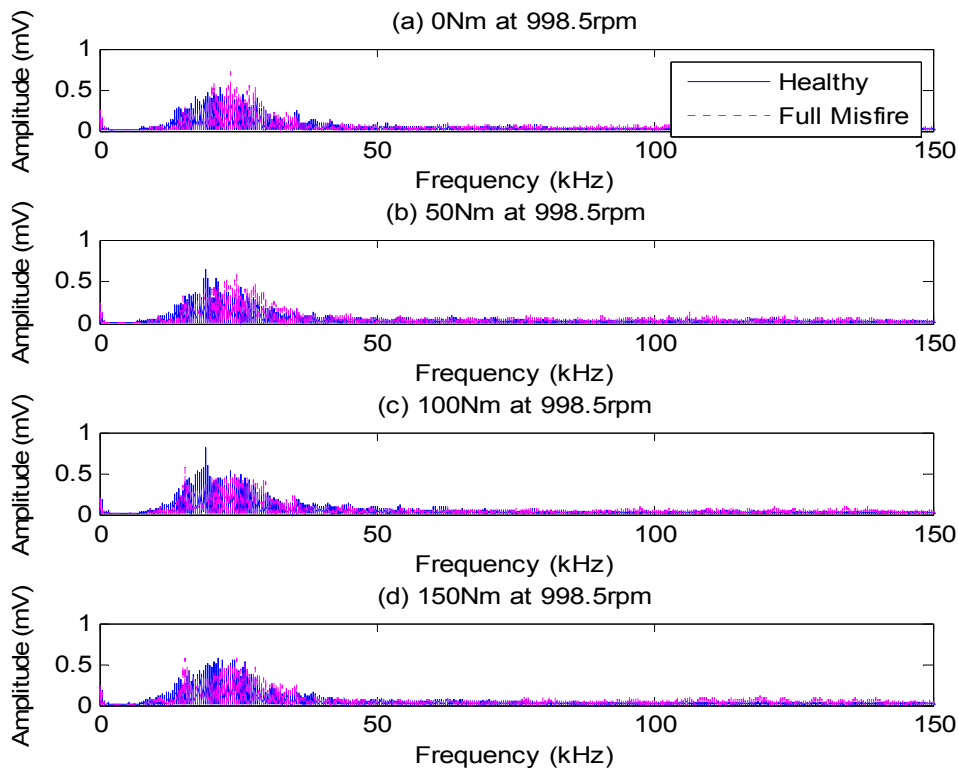 (a) 0Nm at 998.5rpm
Amplitude (mV)
1
0.5
0
Healthy
Full Misfire
0 50 100 150
Frequency (kHz)
(b) 50Nm at 998.5rpm
Amplitude (mV)
1
0.5
0
0 50 100 150
Frequency (kHz)
(c) 100Nm at 998.5rpm
Amplitude (mV)
1
0.5
0
0 50 100 150
Frequency (kHz)
(d) 150Nm at 998.5rpm
Amplitude (mV)
1
0.5
0
0 50 100 150
Frequency (kHz)